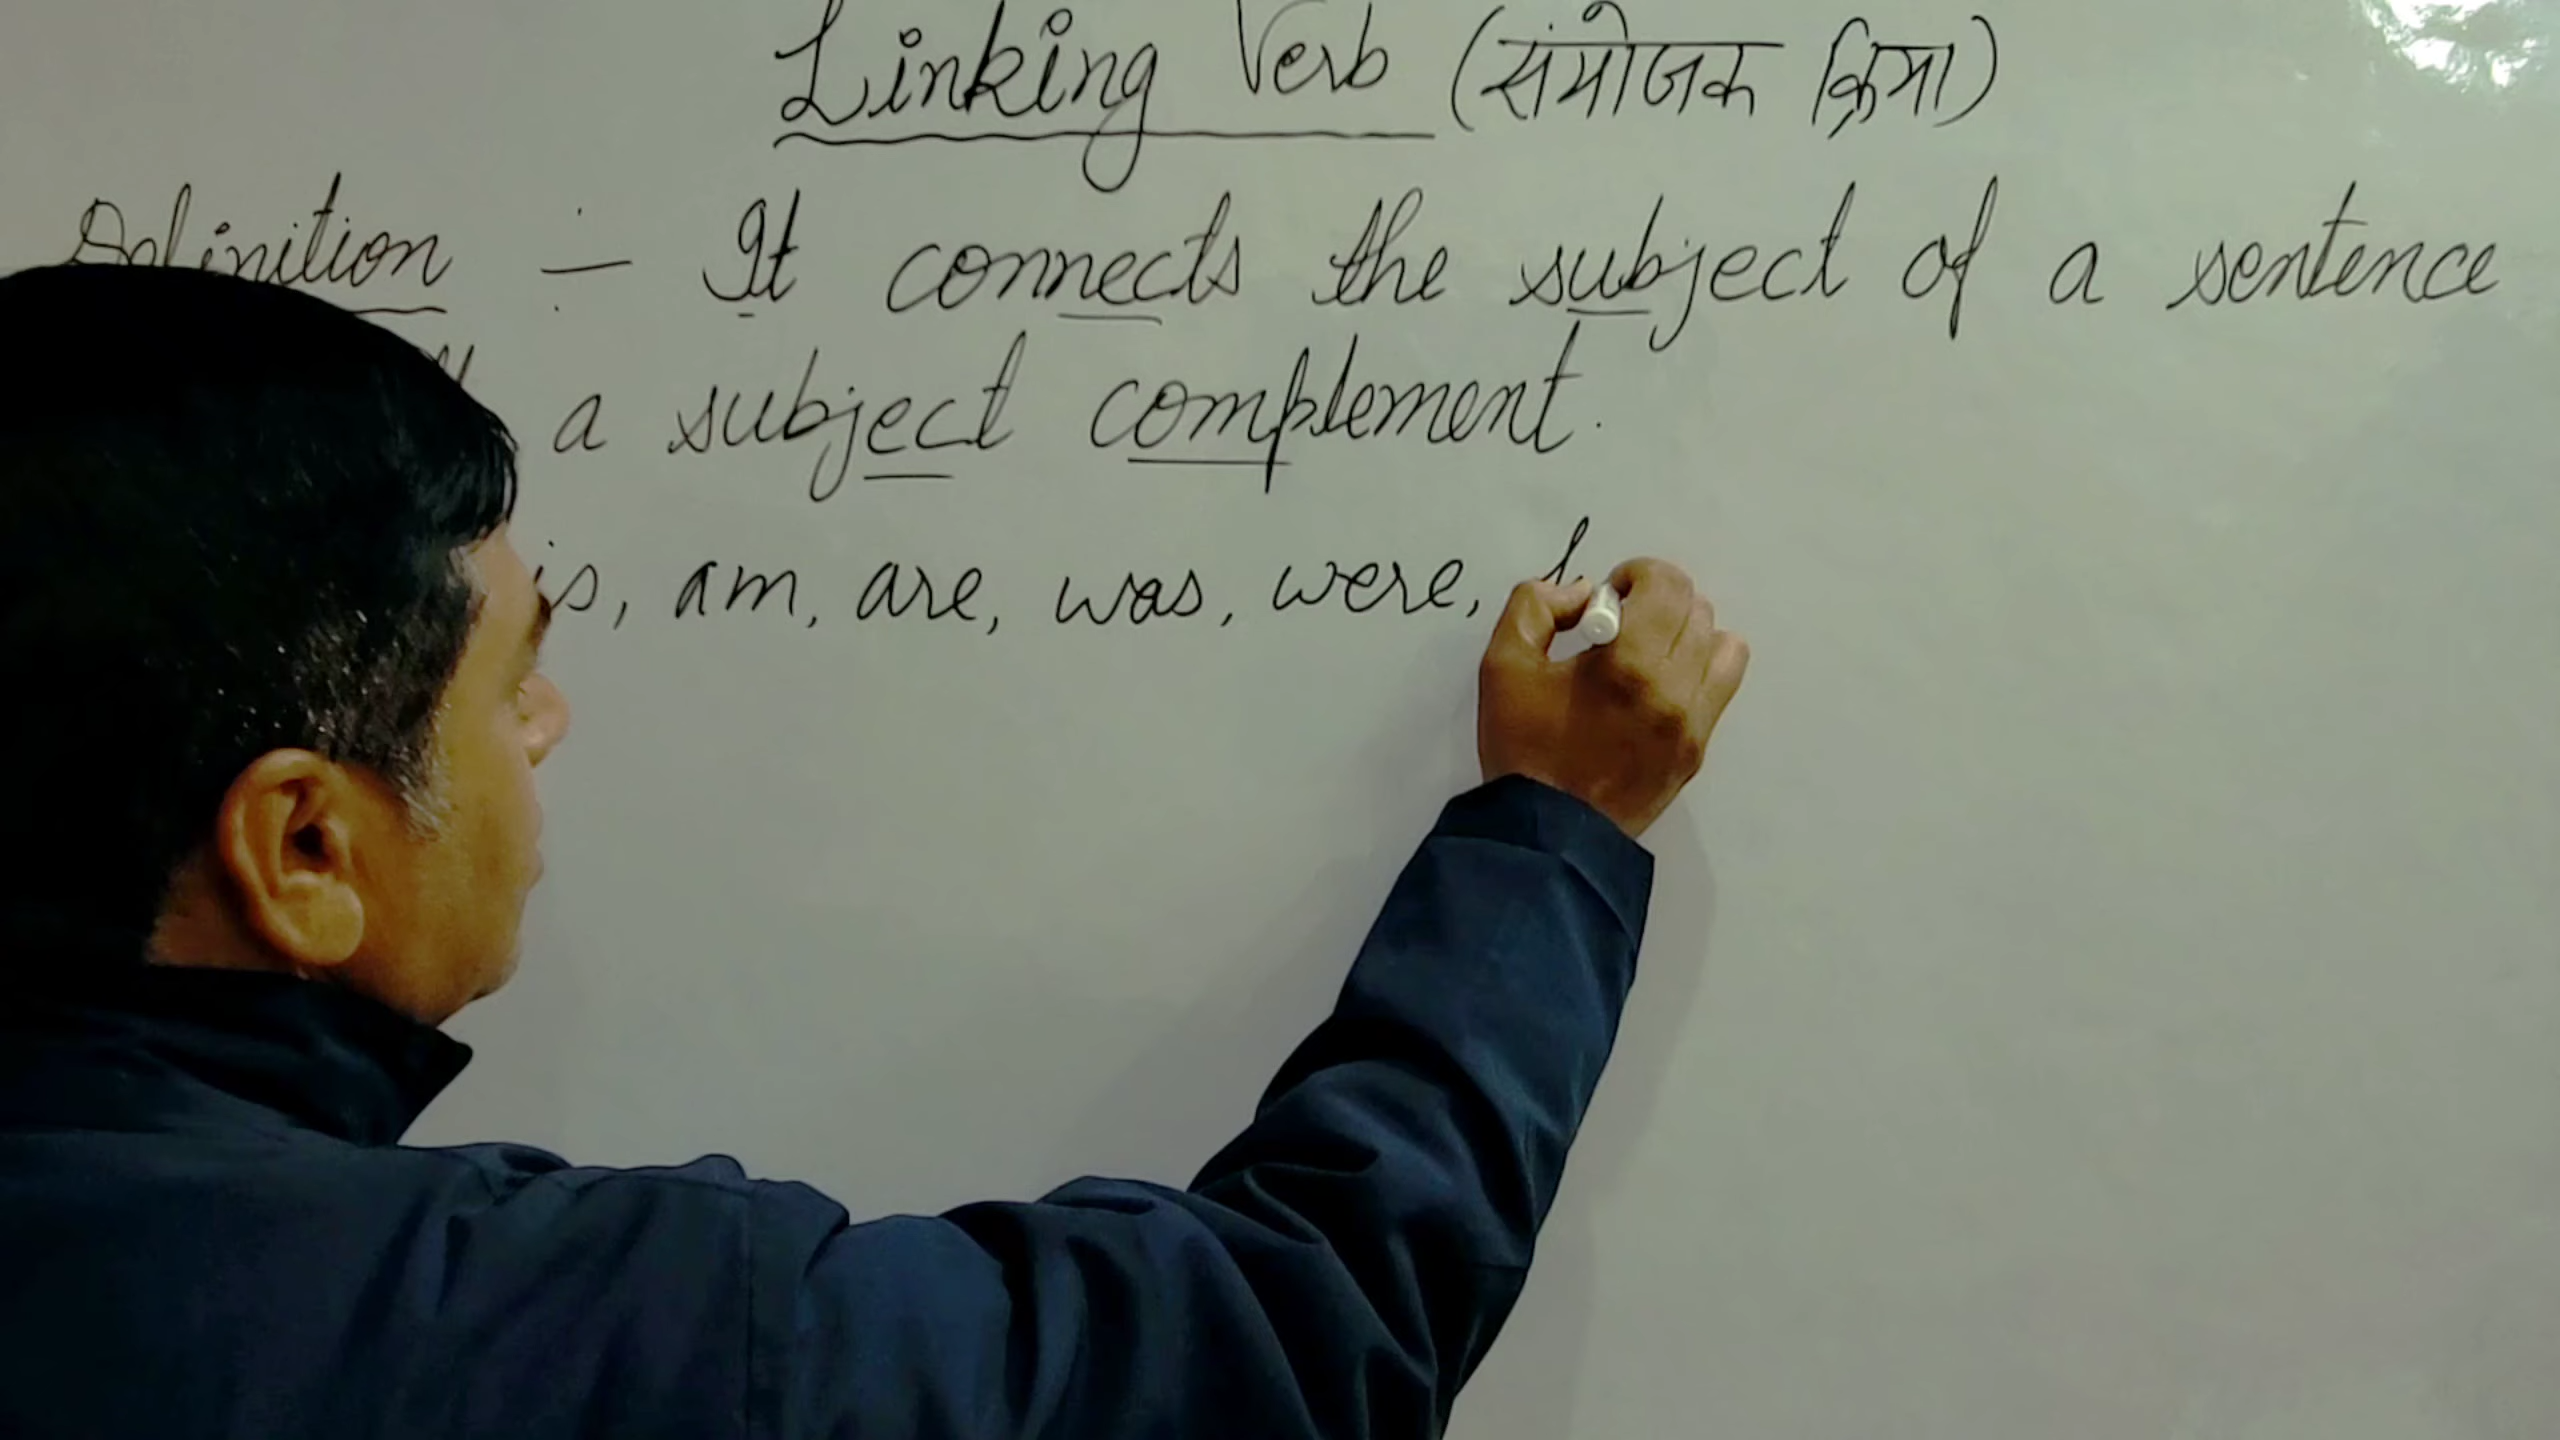 Linking Verb (संयोजक क्रिया)
Definition :- It connects the subject of a sentence
a subject complement.
is, am, are, was, were,